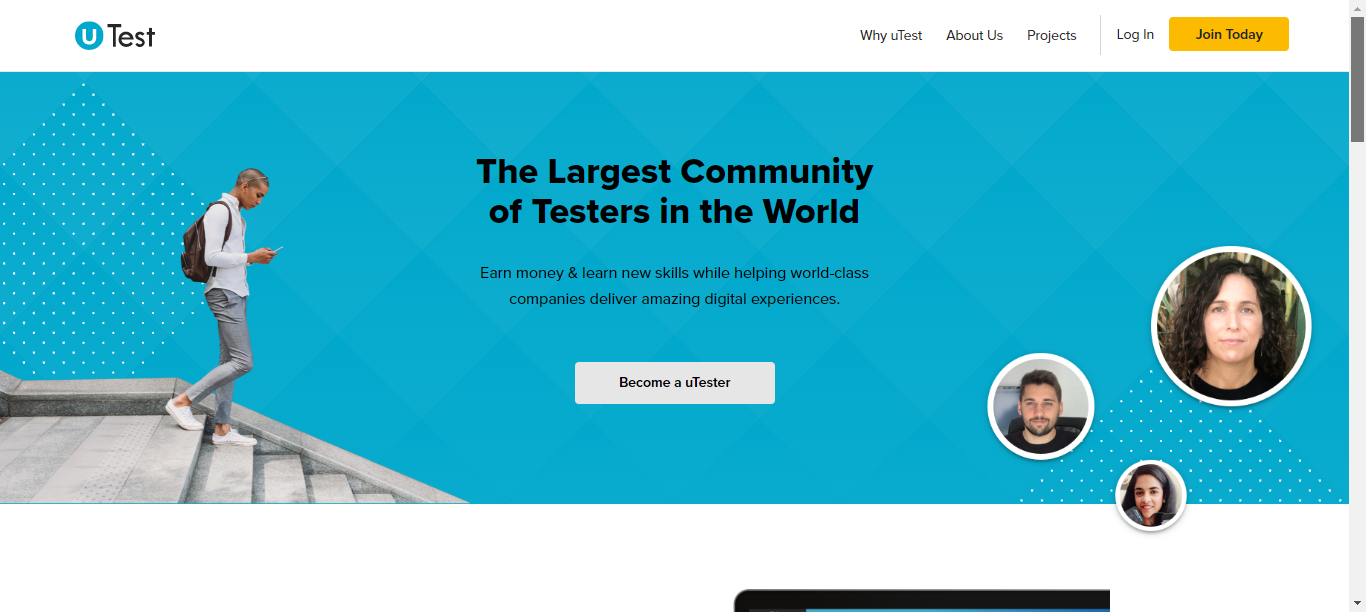 uTest
Why uTest
About Us
Projects
Log In
Join Today
The Largest Community
of Testers in the World
Earn money & learn new skills while helping world-class
companies deliver amazing digital experiences.
Become a uTester